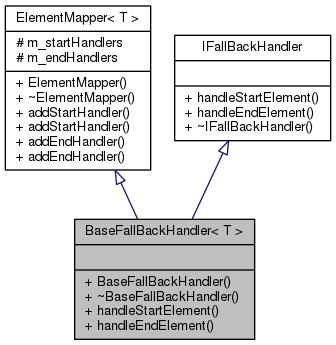 ElementMapper< T >
# m_startHandlers
# m_endHandlers
+ ElementMapper()
+ ~ElementMapper()
+ addStartHandler()
+ addStartHandler()
+ addEndHandler()
+ addEndHandler()
IFallBackHandler
+ handleStartElement()
+ handleEndElement()
+ ~IFallBackHandler()
BaseFallBackHandler< T >
+ BaseFallBackHandler()
+ ~BaseFallBackHandler()
+ handleStartElement()
+ handleEndElement()